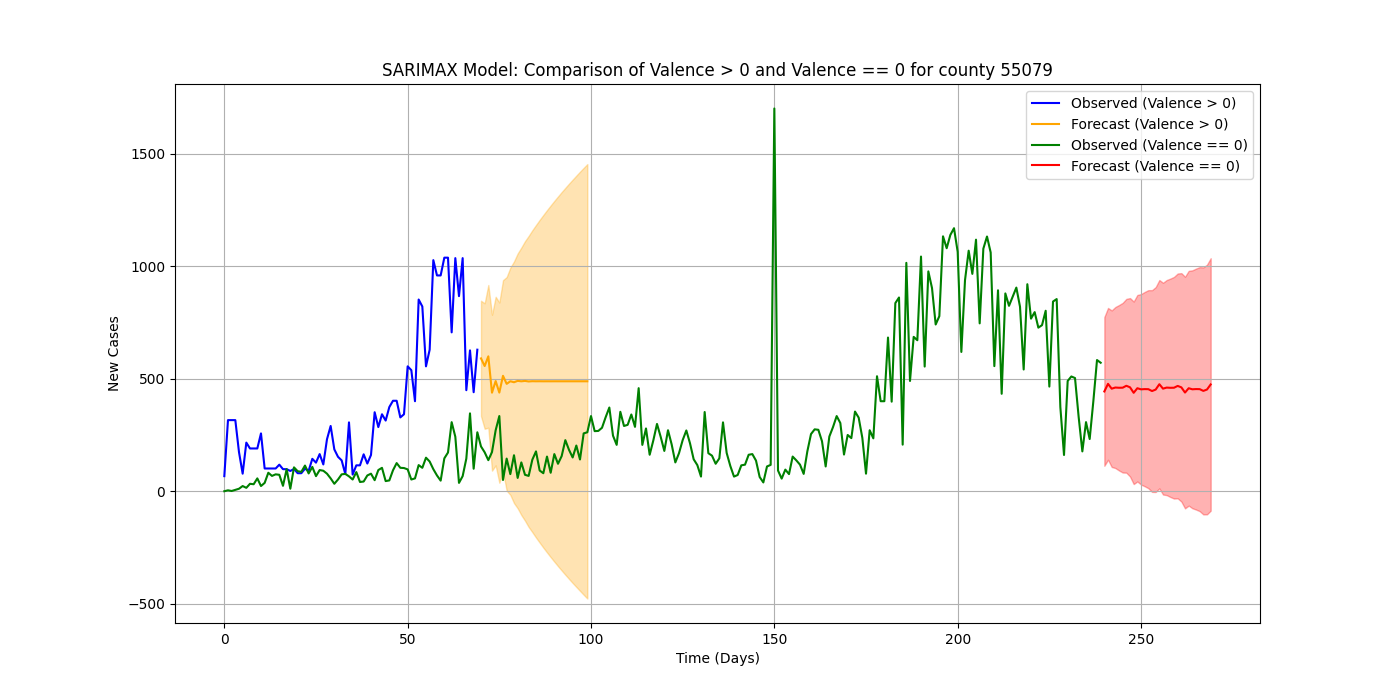 SARIMAX Model: Comparison of Valence > 0 and Valence == 0 for county 55079
Observed (Valence > 0)
Forecast (Valence > 0)
Observed (Valence == 0)
Forecast (Valence == 0)
New Cases
1500
1000
500
0
−500
0 50 100 150 200 250
Time (Days)